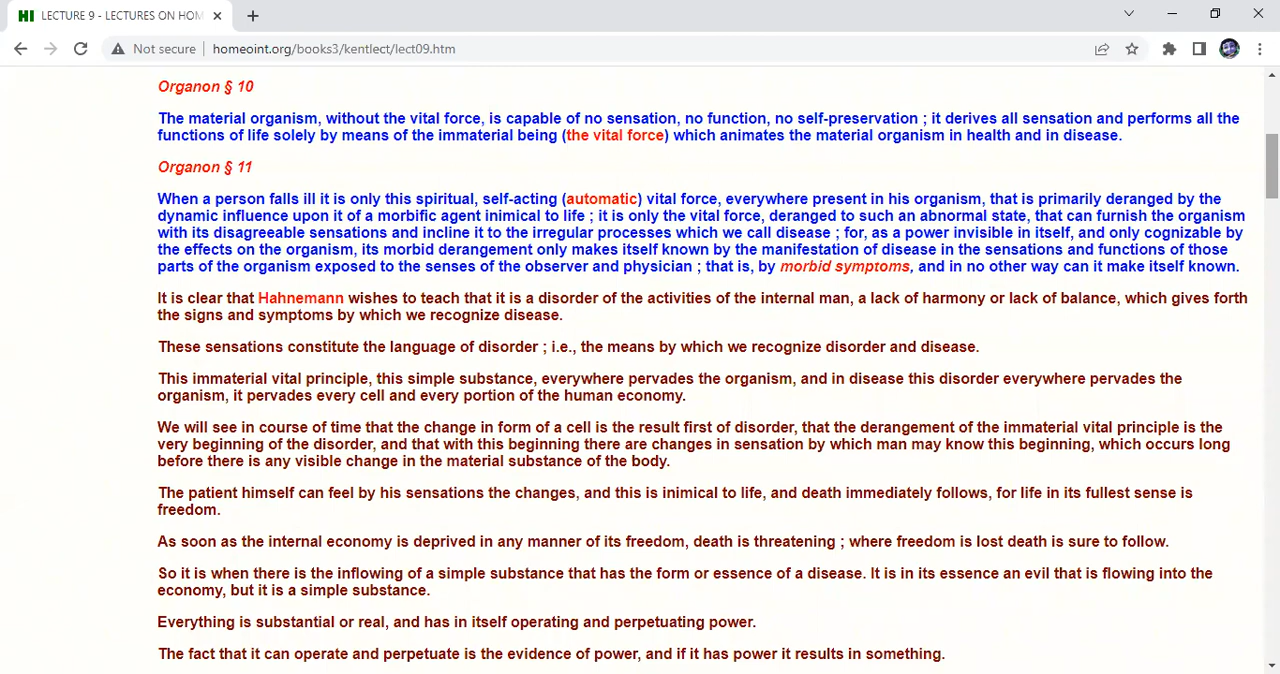 LECTURE 9 - LECTURES ON HOM
Not secure
homeoint.org/books3/kentlect/lect09.htm
Organon § 10
The material organism, without the vital force, is capable of no sensation, no function, no self-preservation ; it derives all sensation and performs all the
functions of life solely by means of the immaterial being (the vital force) which animates the material organism in health and in disease.
Organon § 11
When a person falls ill it is only this spiritual, self-acting (automatic) vital force, everywhere present in his organism, that is primarily deranged by the
dynamic influence upon it of a morbific agent inimical to life ; it is only the vital force, deranged to such an abnormal state, that can furnish the organism
with its disagreeable sensations and incline it to the irregular processes which we call disease ; for, as a power invisible in itself, and only cognizable by
the effects on the organism, its morbid derangement only makes itself known by the manifestation of disease in the sensations and functions of those
parts of the organism exposed to the senses of the observer and physician ; that is, by morbid symptoms, and in no other way can it make itself known.
It is clear that Hahnemann wishes to teach that it is a disorder of the activities of the internal man, a lack of harmony or lack of balance, which gives forth
the signs and symptoms by which we recognize disease.
These sensations constitute the language of disorder ; i.e., the means by which we recognize disorder and disease.
This immaterial vital principle, this simple substance, everywhere pervades the organism, and in disease this disorder everywhere pervades the
organism, it pervades every cell and every portion of the human economy.
We will see in course of time that the change in form of a cell is the result first of disorder, that the derangement of the immaterial vital principle is the
very beginning of the disorder, and that with this beginning there are changes in sensation by which man may know this beginning, which occurs long
before there is any visible change in the material substance of the body.
The patient himself can feel by his sensations the changes, and this is inimical to life, and death immediately follows, for life in its fullest sense is
freedom.
As soon as the internal economy is deprived in any manner of its freedom, death is threatening ; where freedom is lost death is sure to follow.
So it is when there is the inflowing of a simple substance that has the form or essence of a disease. It is in its essence an evil that is flowing into the
economy, but it is a simple substance.
Everything is substantial or real, and has in itself operating and perpetuating power.
The fact that it can operate and perpetuate is the evidence of power, and if it has power it results in something.